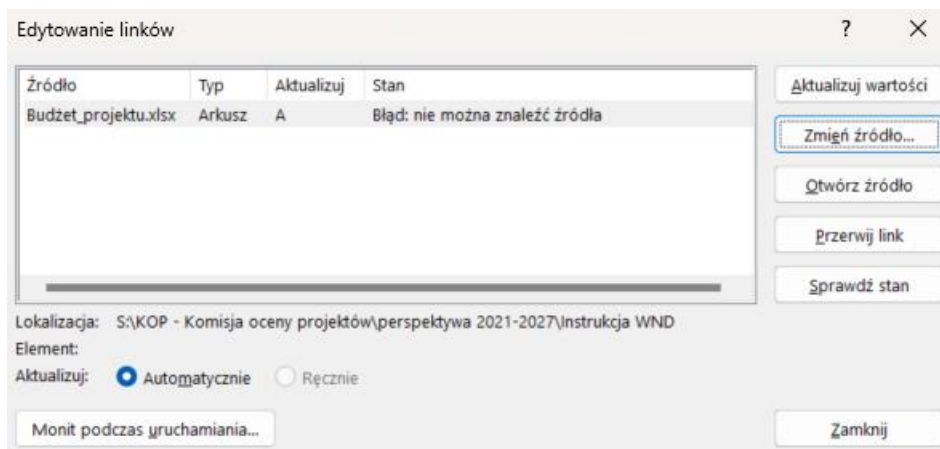 Edytowanie linków ? ×
Źródło Typ Aktualizuj Stan
Budżet_projektu.xlsx Arkusz A Błąd: nie można znaleźć źródła
Aktualizuj wartości
Zmień źródło...
Otwórz źródło
Przerwij link
Sprawdź stan
Lokalizacja: S:\KOP - Komisja oceny projektów\perspektywa 2021-2027\Instrukcja WND
Element:
Aktualizuj: Automatycznie Ręcznie
Monit podczas uruchamiania... Zamknij